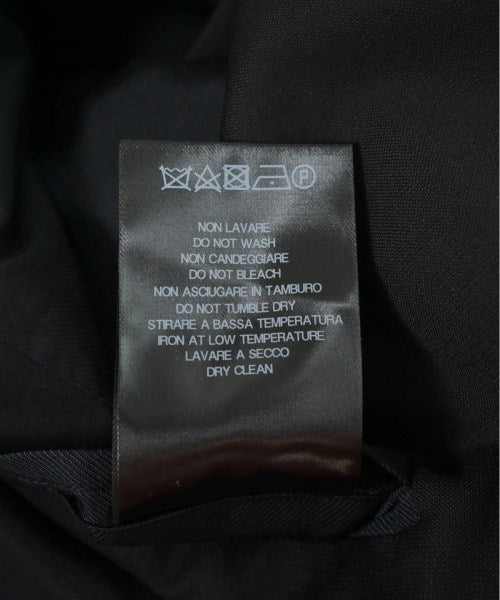 P
NON LAVARE
DO NOT WASH
NON CANDEGGIARE
DO NOT BLEACH
NON ASCIUGARE IN TAMBURO
DO NOT TUMBLE DRY
STIRARE A BASSA TEMPERATURA
IRON AT LOW TEMPERATURE
LAVARE A SECCO
DRY CLEAN